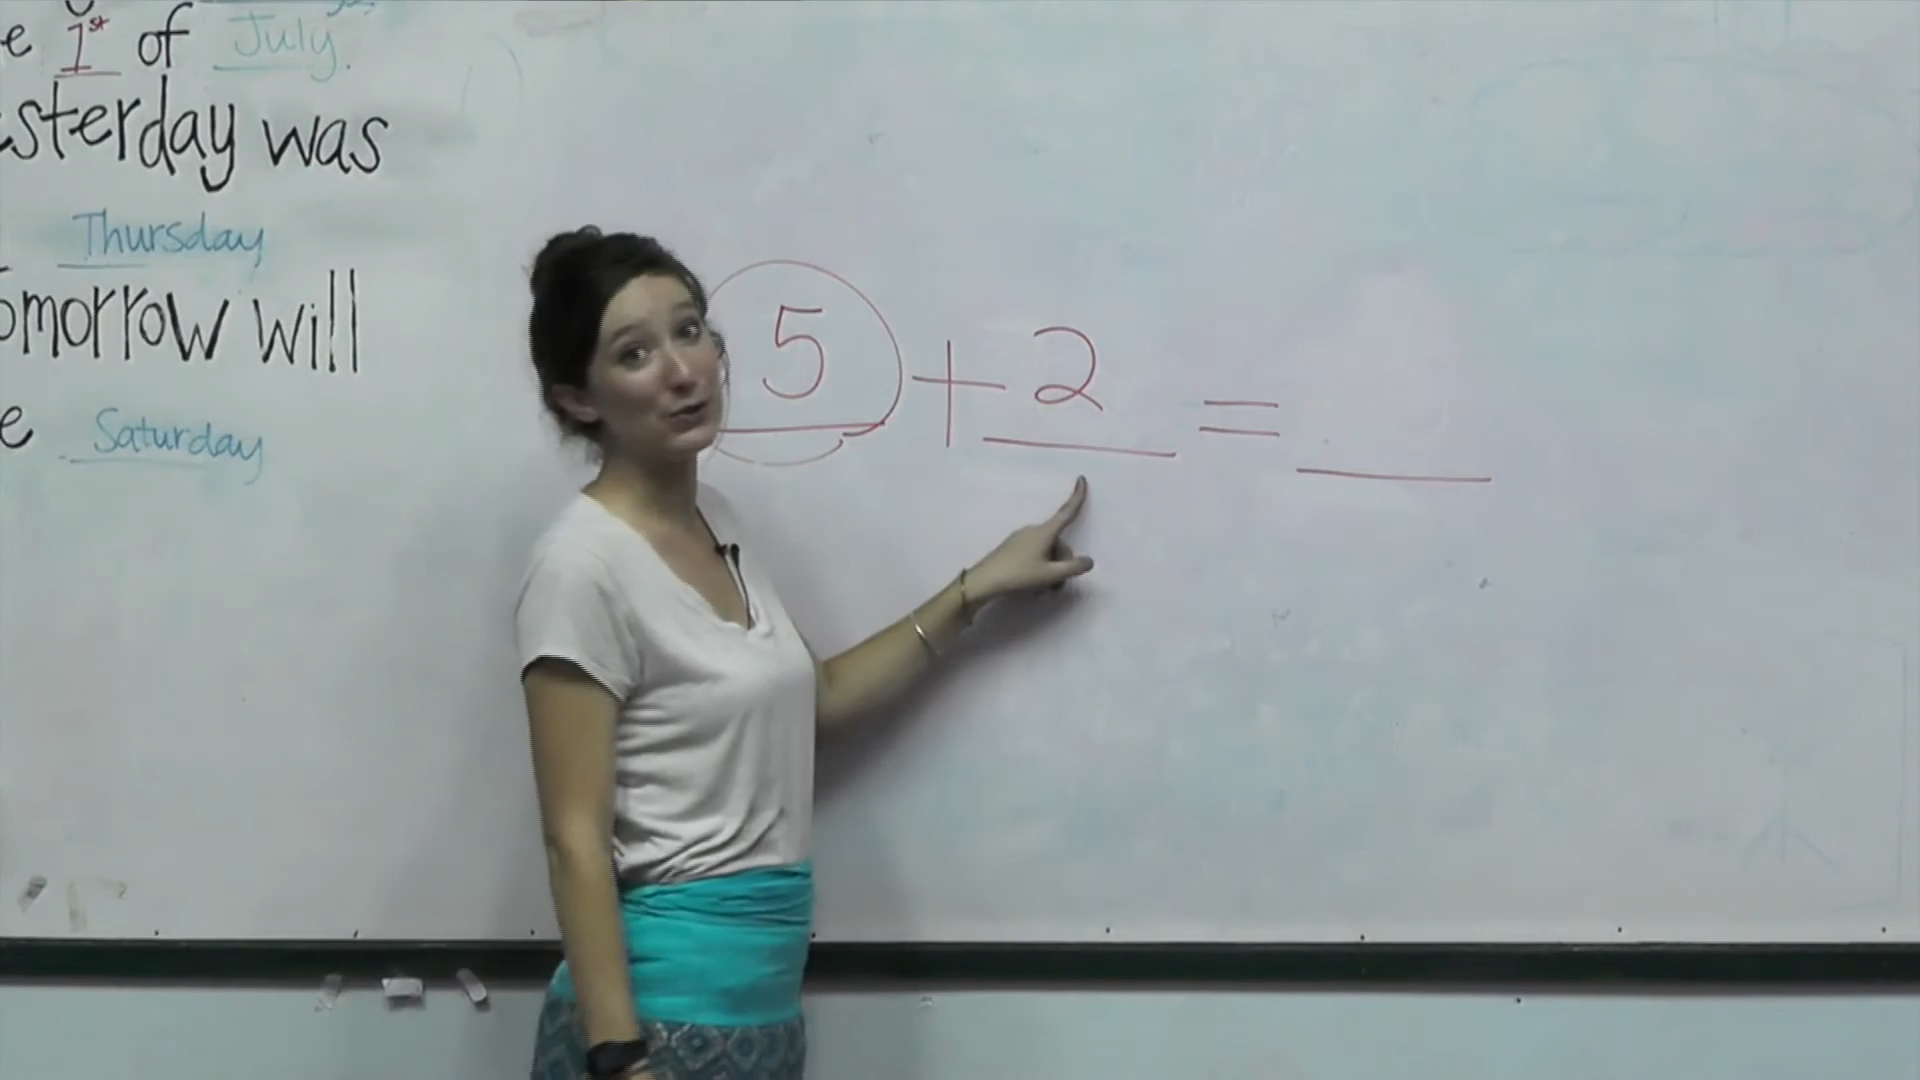 e 1st of July.
sterday was
Thursday
omorrow will
e Saturday
5 + 2 =